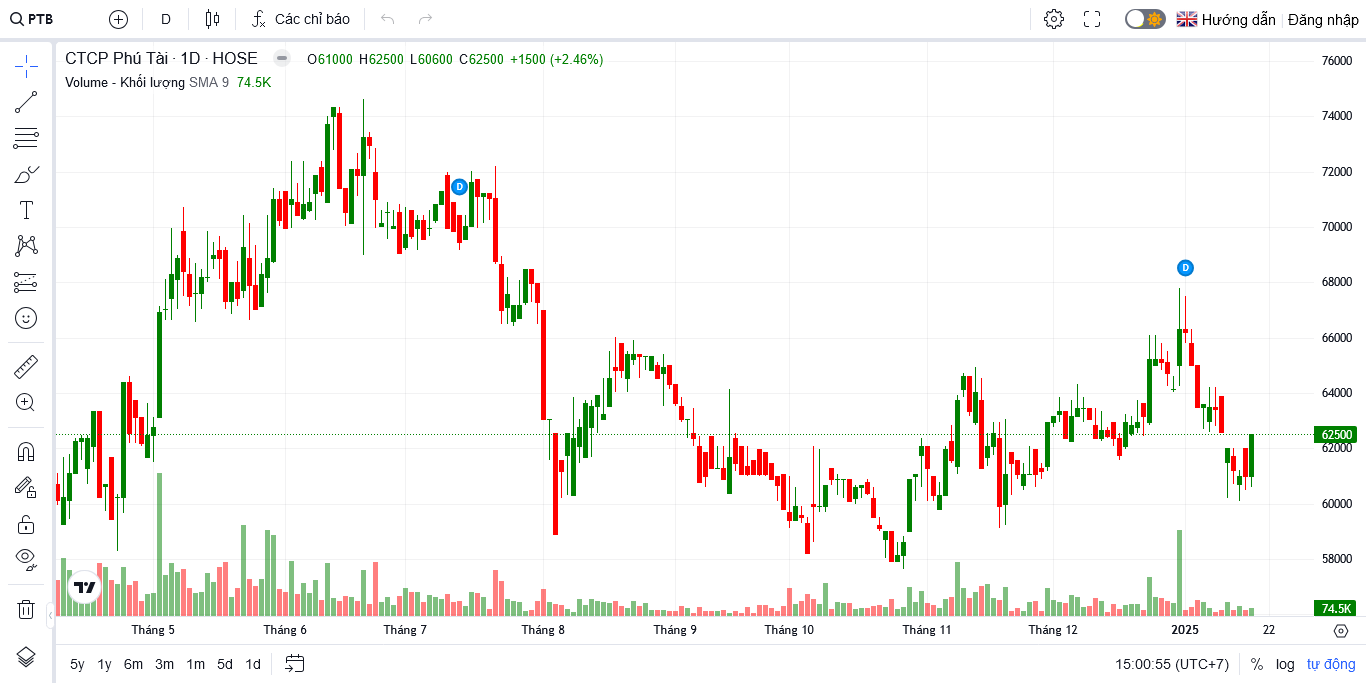 PTB D Các chỉ báo Hướng dẫn Đăng nhập
CTCP Phú Tài · 1D · HOSE O61000 H62500 L60600 C62500 +1500 (+2.46%)
Volume - Khối lượng SMA 9 74.5K
76000
74000
72000
D
70000
D
68000
66000
64000
62500
62000
60000
58000
74.5K
Tháng 5 Tháng 6 Tháng 7 Tháng 8 Tháng 9 Tháng 10 Tháng 11 Tháng 12 2025 22
5y 1y 6m 3m 1m 5d 1d 15:00:55 (UTC+7) % log tự động